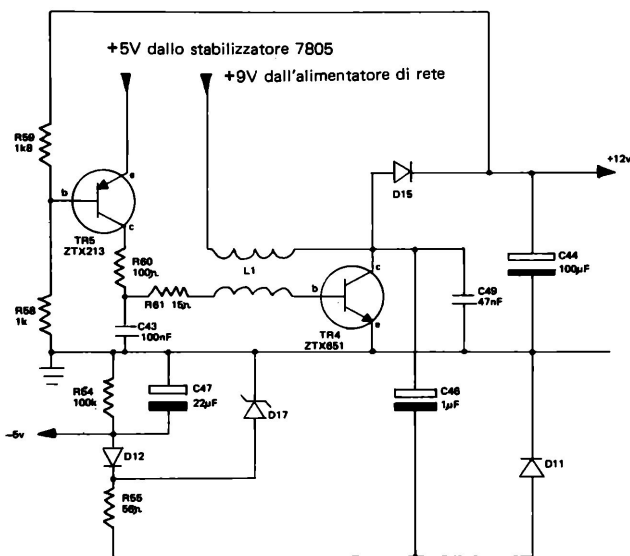 +5V dallo stabilizzatore 7805
+9V dall'alimentatore di rete
R59
1k8
+12v
D15
b
e
c
TR5
ZTX213
R60
100Ω
L1
C44
100µF
R61 15Ω
b
c
e
C49
47nF
R58
1k
C43
100nF
TR4
ZTX651
R54
100k
C47
22µF
D17
C46
1µF
-5v
D12
D11
R55
56Ω